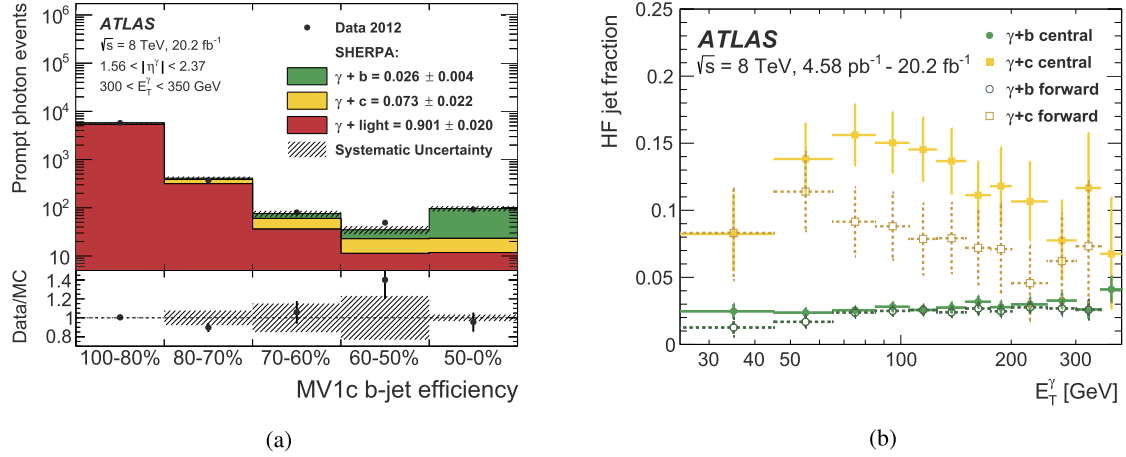 ATLAS
√s = 8 TeV, 20.2 fb⁻¹
1.56 < |η^γ| < 2.37
300 < E_T^γ < 350 GeV
Data 2012
SHERPA:
γ + b = 0.026 ± 0.004
γ + c = 0.073 ± 0.022
γ + light = 0.901 ± 0.020
Systematic Uncertainty
Prompt photon events
10⁶
10⁵
10⁴
10³
10²
10
Data/MC
1.4
1.2
1
0.8
100-80% 80-70% 70-60% 60-50% 50-0%
MV1c b-jet efficiency
(a)
HF jet fraction
0.25
0.2
0.15
0.1
0.05
0
ATLAS
√s = 8 TeV, 4.58 pb⁻¹ - 20.2 fb⁻¹
γ+b central
γ+c central
γ+b forward
γ+c forward
30 40 50 100 200 300
E_T^γ [GeV]
(b)